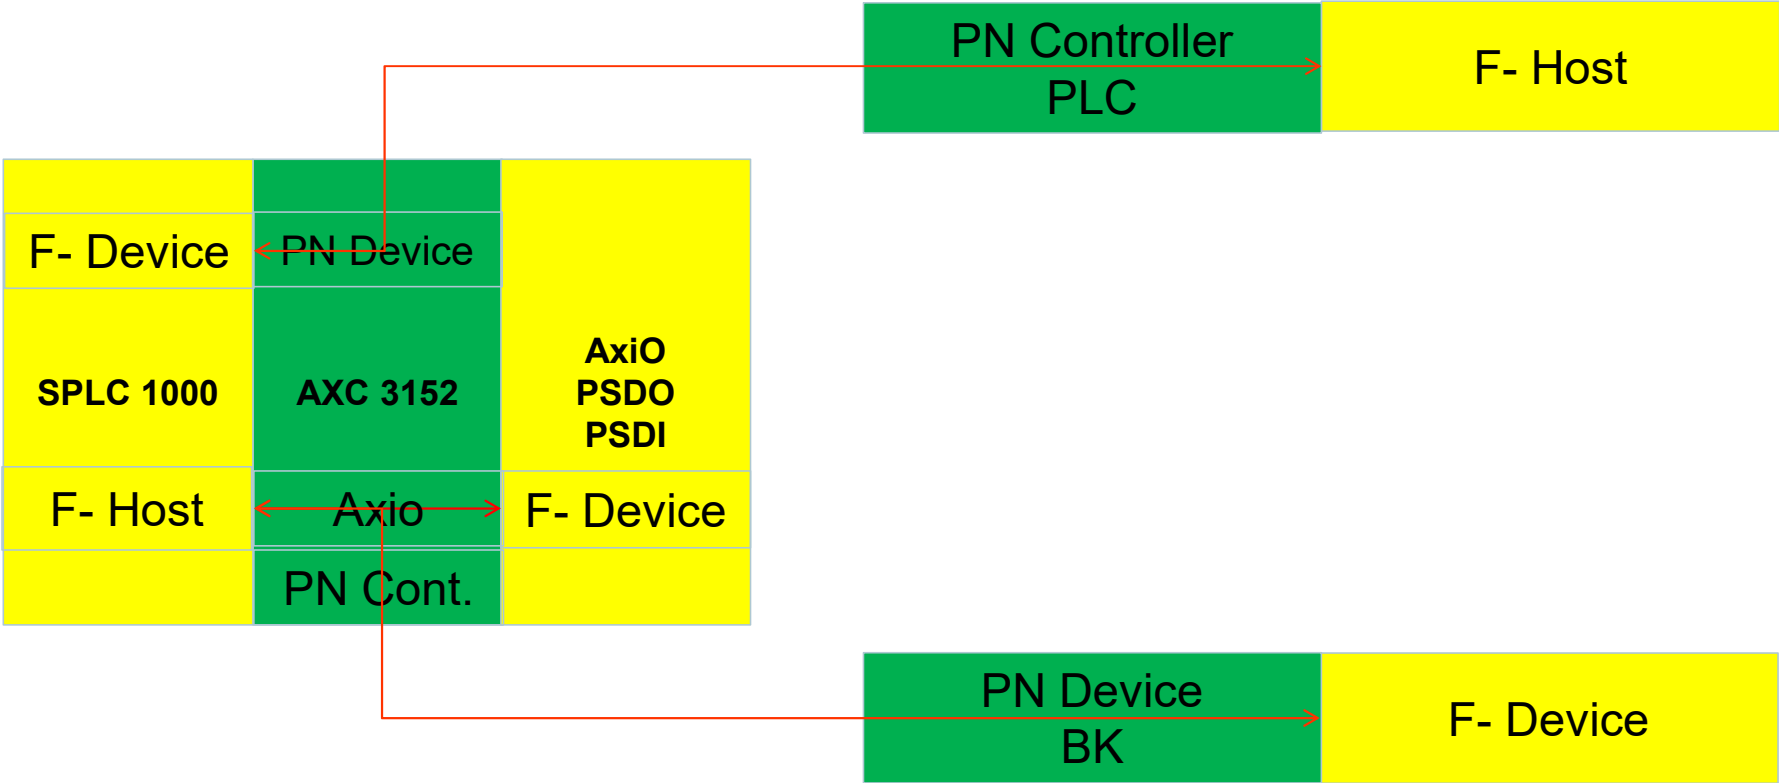 PN Controller
PLC
F- Host
F- Device
PN Device
SPLC 1000
AXC 3152
AxiO
PSDO
PSDI
F- Host
Axio
F- Device
PN Cont.
PN Device
BK
F- Device